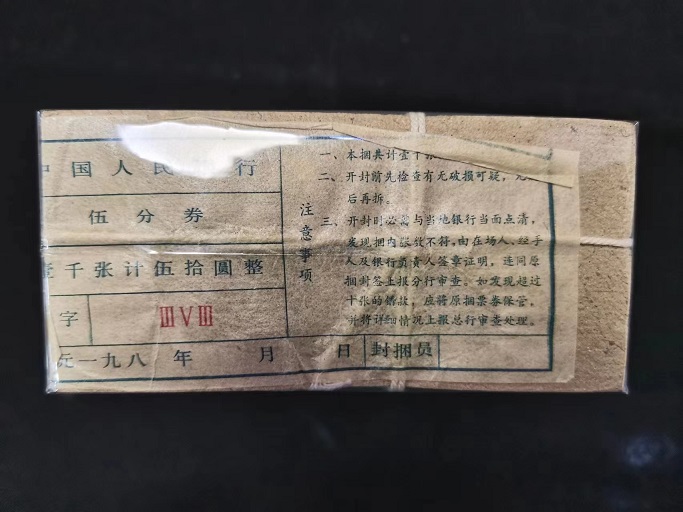 中国人民 行
伍分券
壹千张计伍拾圆整
字
ⅢⅤⅢ
元一九八 年 月 日
封捆员
注意事项
一、本捆共计壹千张
二、开封前先检查有无破损可疑，
后再拆。
三、开封时必需与当地银行当面点清，
发现捆内张数不符，由在场人、经手
人及银行负责人签章证明，连同原
捆封签上报分行审查。如发现超过
十张的错款，应将原捆票券保管，
并将详细情况上报总行审查处理。